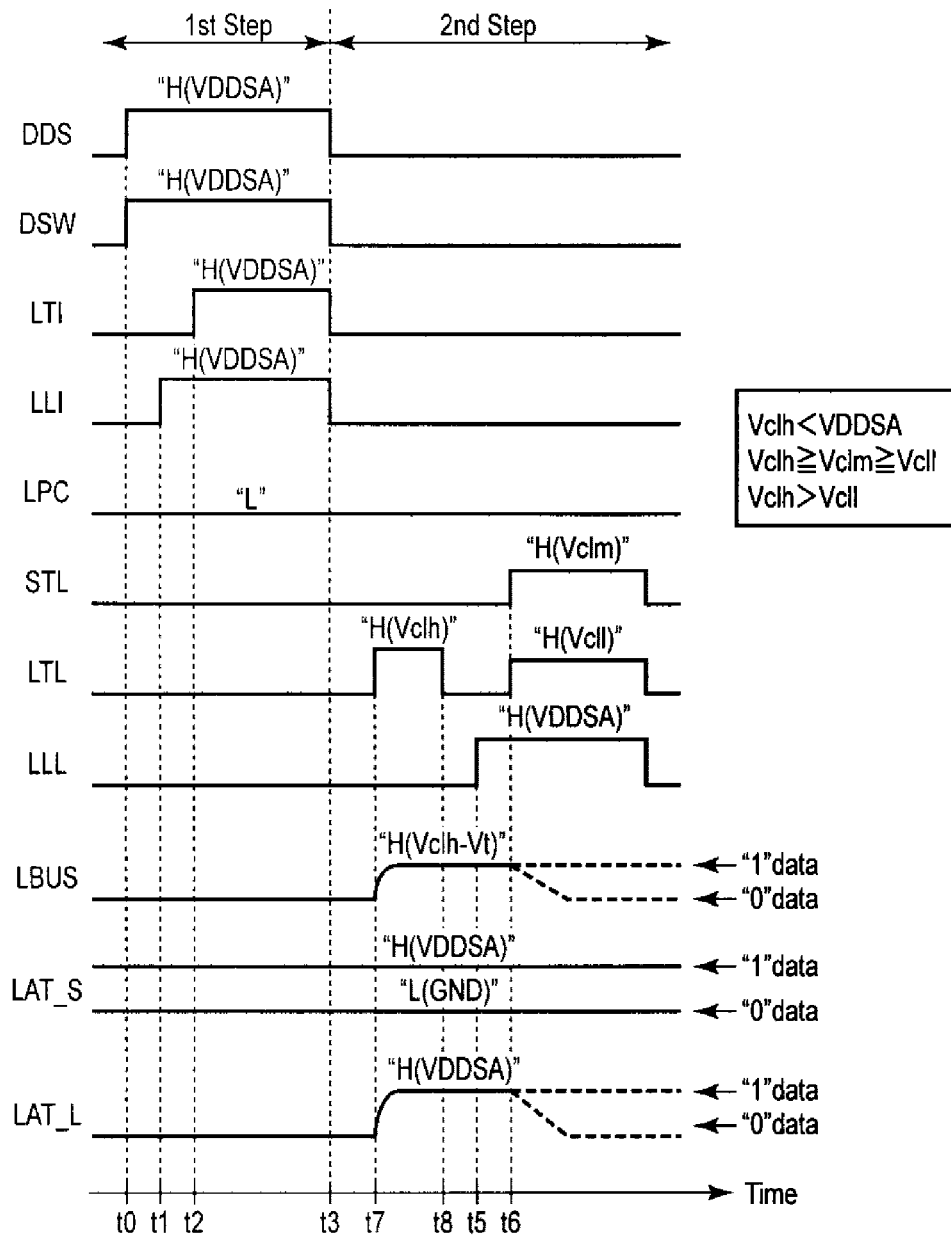 1st Step
2nd Step
"H(VDDSA)"
DDS
"H(VDDSA)"
DSW
"H(VDDSA)"
LTI
"H(VDDSA)"
LLI
LPC
"L"
Vclh<VDDSA
Vclh≧Vclm≧Vcll
Vclh>Vcll
"H(Vclm)"
STL
"H(Vclh)"
"H(Vcll)"
LTL
"H(VDDSA)"
LLL
"H(Vclh-Vt)"
LBUS
"1"data
"0"data
"H(VDDSA)"
"1"data
LAT_S
"L(GND)"
"0"data
"H(VDDSA)"
"1"data
LAT_L
"0"data
Time
t0 t1 t2 t3 t7 t8 t5 t6